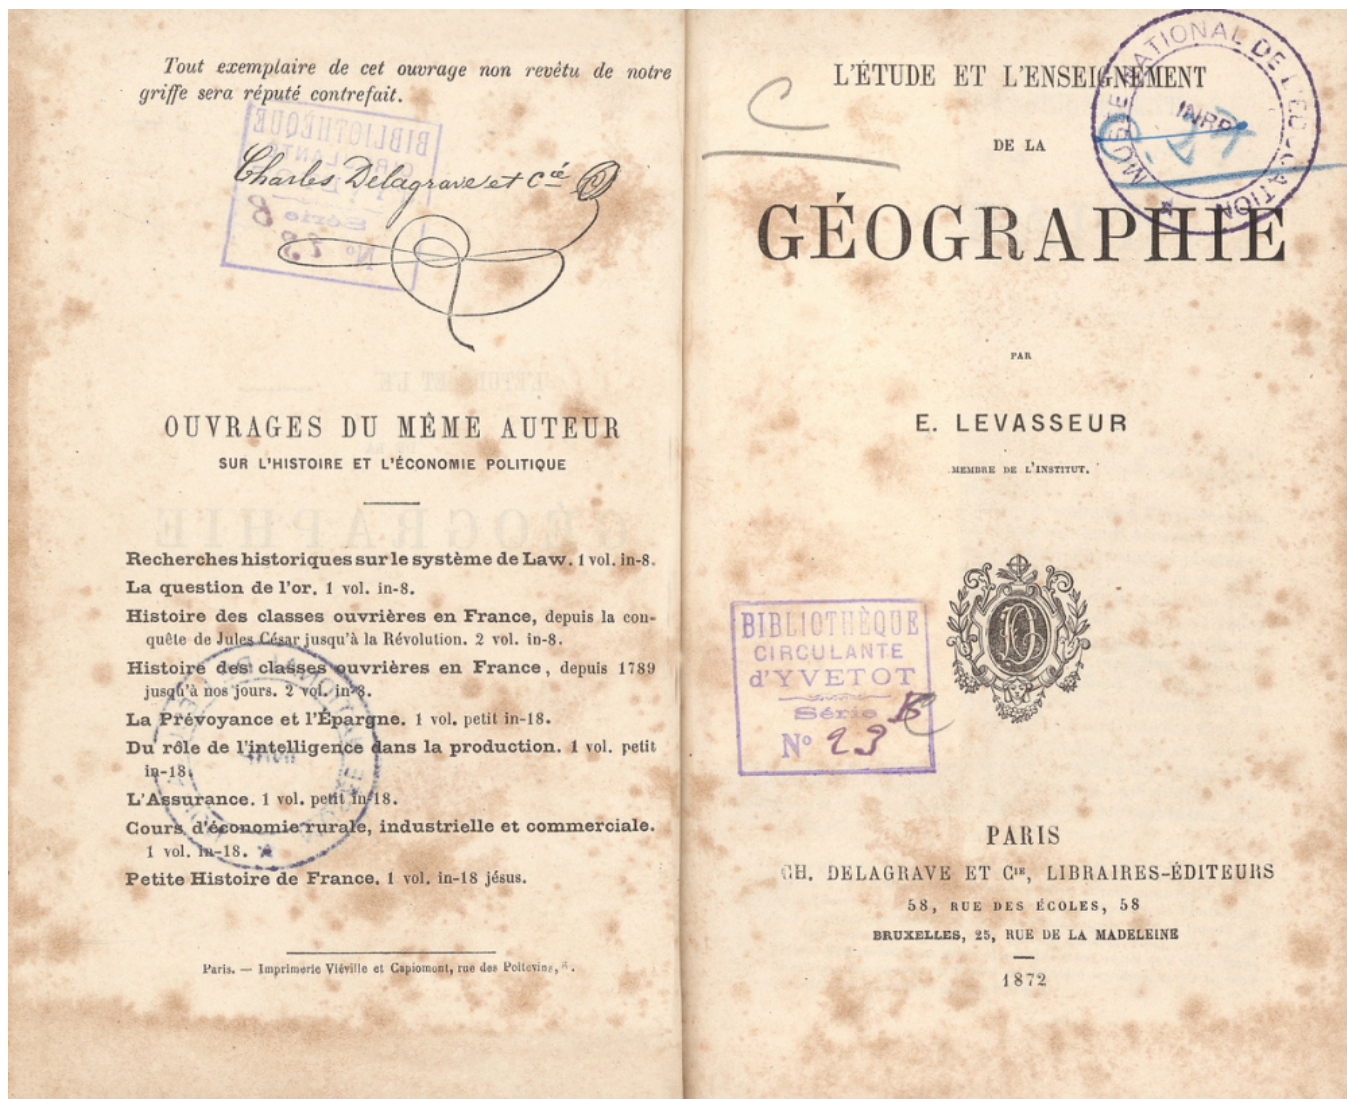 Tout exemplaire de cet ouvrage non revêtu de notre
griffe sera réputé contrefait.
Charles Delagrave et Cie
OUVRAGES DU MÊME AUTEUR
SUR L'HISTOIRE ET L'ÉCONOMIE POLITIQUE
Recherches historiques sur le système de Law. 1 vol. in-8.
La question de l'or. 1 vol. in-8.
Histoire des classes ouvrières en France, depuis la con-
quête de Jules César jusqu'à la Révolution. 2 vol. in-8.
Histoire des classes ouvrières en France, depuis 1789
jusqu'à nos jours. 2 vol. in-8.
La Prévoyance et l'Épargne. 1 vol. petit in-18.
Du rôle de l'intelligence dans la production. 1 vol. petit
in-18.
L'Assurance. 1 vol. petit in-18.
Cours d'économie rurale, industrielle et commerciale.
1 vol. in-18.
Petite Histoire de France. 1 vol. in-18 jésus.
Paris. — Imprimerie Viéville et Capiomont, rue des Poitevins,
L'ÉTUDE ET L'ENSEIGNEMENT
DE LA
GÉOGRAPHIE
PAR
E. LEVASSEUR
MEMBRE DE L'INSTITUT.
C
MUSÉE NATIONAL DE L'ÉDUCATION
INRP
BIBLIOTHÈQUE
CIRCULANTE
d'YVETOT
Série B
N° 23
PARIS
CH. DELAGRAVE ET Cie, LIBRAIRES-ÉDITEURS
58, RUE DES ÉCOLES, 58
BRUXELLES, 25, RUE DE LA MADELEINE
1872